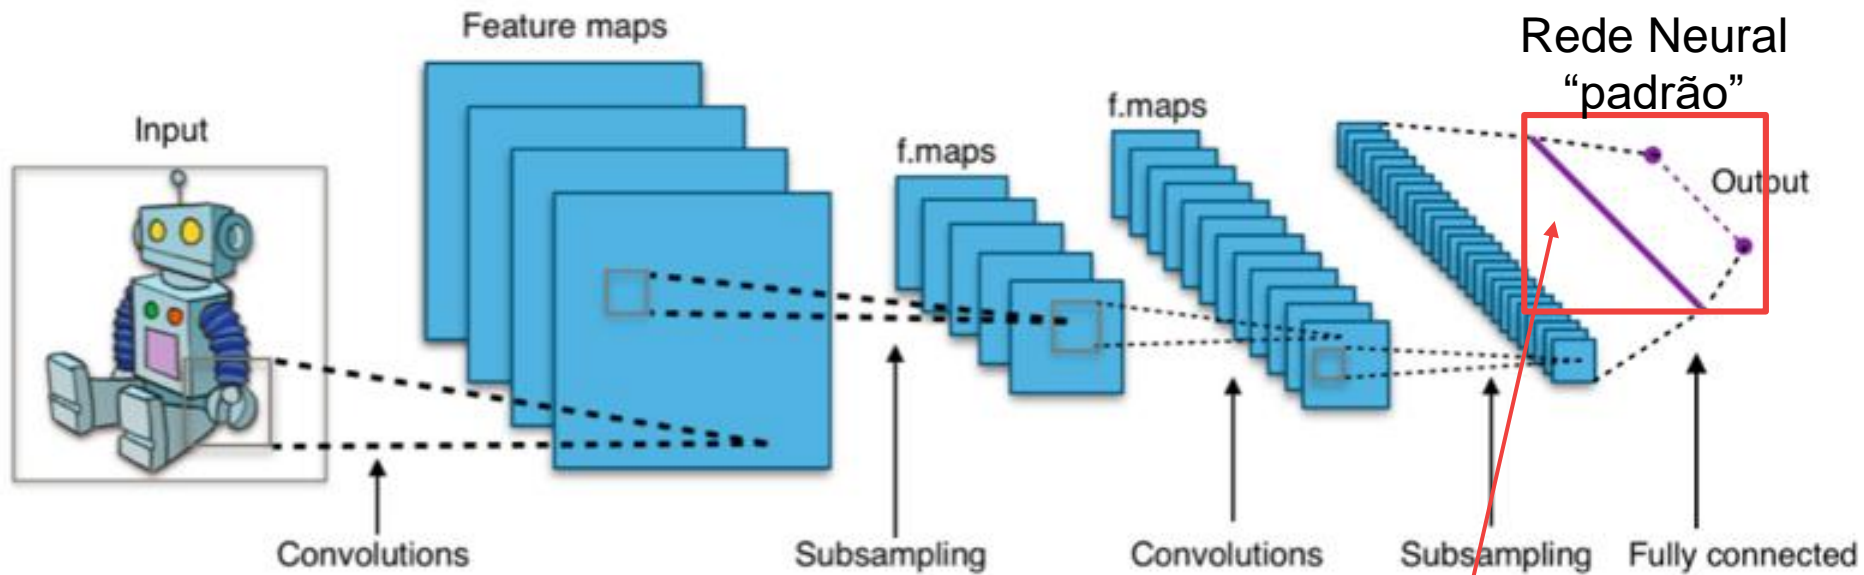 Feature maps
Rede Neural
“padrão”
Input
f.maps
f.maps
Output
Convolutions
Subsampling
Convolutions
Subsampling
Fully connected